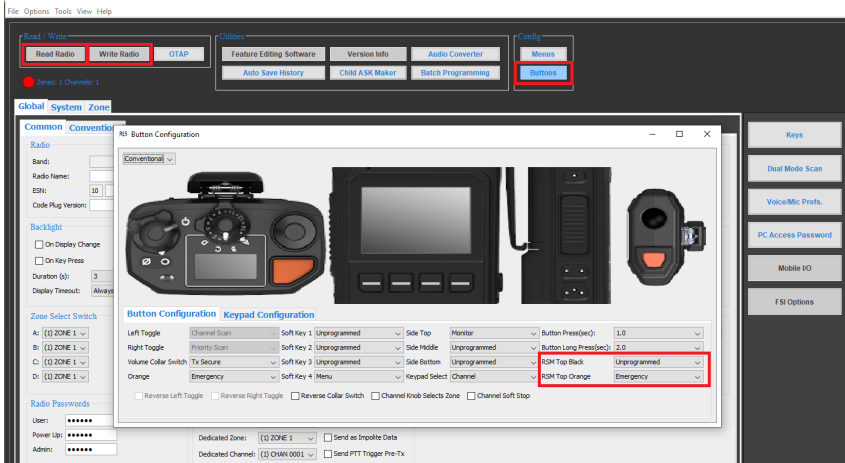 File Options Tools View Help
Read / Write
Utilities
Config
Read Radio Write Radio OTAP
Feature Editing Software Version Info Audio Converter
Menus
Auto Save History Child ASK Maker Batch Programming
Buttons
Zones: 1 Channels: 1
Global System Zone
Common Conventio
Radio
Band:
Radio Name:
ESN: 10
Code Plug Version:
Backlight
On Display Change
On Key Press
Duration (s): 3
Display Timeout: Always
Zone Select Switch
A: (1) ZONE 1
B: (1) ZONE 1
C: (1) ZONE 1
D: (1) ZONE 1
Radio Passwords
User: ••••••
Power Up: ••••••
Admin: ••••••
Button Configuration
Conventional
Button Configuration Keypad Configuration
Left Toggle Channel Scan Soft Key 1 Unprogrammed Side Top Monitor Button Press(sec): 1.0
Right Toggle Priority Scan Soft Key 2 Unprogrammed Side Middle Unprogrammed Button Long Press(sec): 2.0
Volume Collar Switch Tx Secure Soft Key 3 Unprogrammed Side Bottom Unprogrammed RSM Top Black Unprogrammed
Orange Emergency Soft Key 4 Menu Keypad Select Channel RSM Top Orange Emergency
Reverse Left Toggle Reverse Right Toggle Reverse Collar Switch Channel Knob Selects Zone Channel Soft Stop
Dedicated Zone: (1) ZONE 1 Send as Impolite Data
Dedicated Channel: (1) CHAN 0001 Send PTT Trigger Pre-Tx
Keys
Dual Mode Scan
Voice/Mic Prefs.
PC Access Password
Mobile I/O
FSI Options